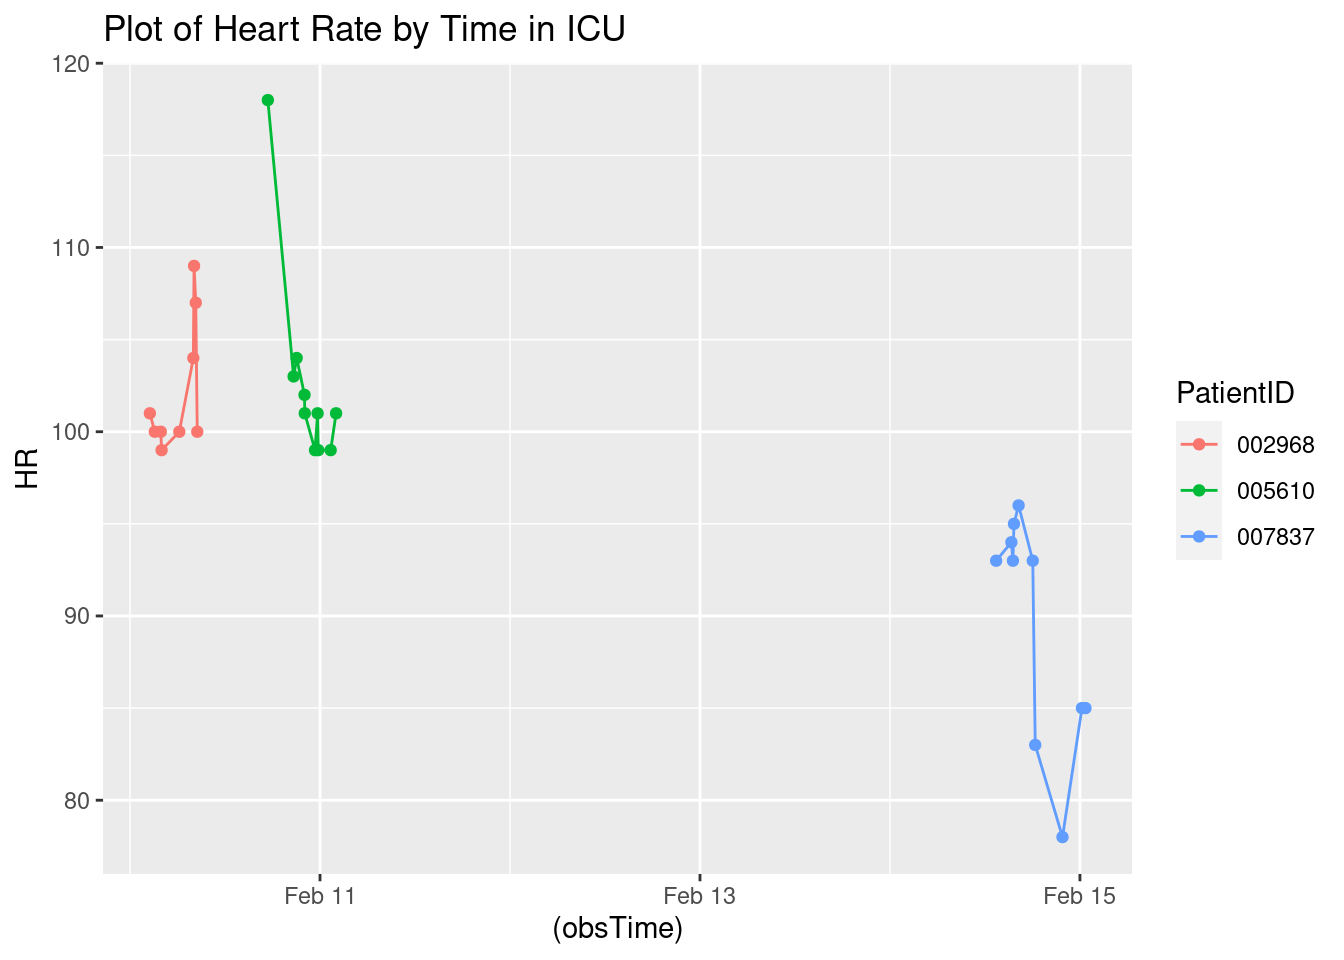 Plot of Heart Rate by Time in ICU
120
110
100
90
80
HR
Feb 11
Feb 13
Feb 15
(obsTime)
PatientID
002968
005610
007837